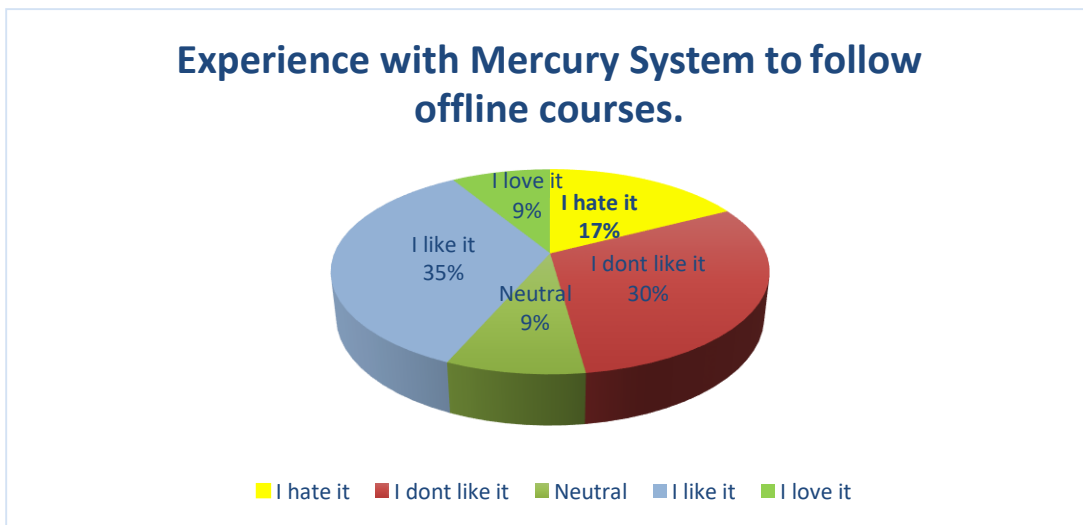 Experience with Mercury System to follow
offline courses.
I love it
9%
I hate it
17%
I like it
35%
I dont like it
30%
Neutral
9%
I hate it
I dont like it
Neutral
I like it
I love it